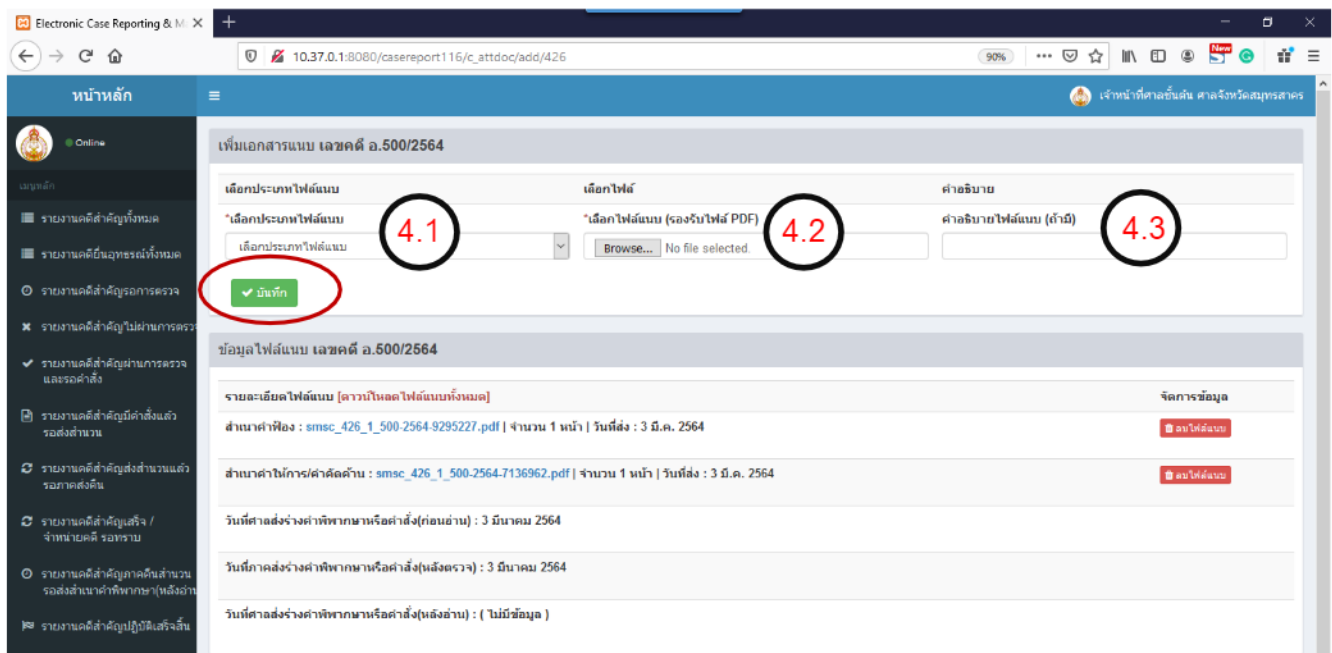 Electronic Case Reporting & M
10.37.0.1:8080/casereport116/c_attdoc/add/426
90%
New
หน้าหลัก
เจ้าหน้าที่ศาลชั้นต้น ศาลจังหวัดสมุทรสาคร
Online
เมนูหลัก
รายงานคดีสำคัญทั้งหมด
รายงานคดียื่นอุทธรณ์ทั้งหมด
รายงานคดีสำคัญรอการตรวจ
รายงานคดีสำคัญไม่ผ่านการตรวจ
รายงานคดีสำคัญผ่านการตรวจ
และรอคำสั่ง
รายงานคดีสำคัญมีคำสั่งแล้ว
รอส่งสำนวน
รายงานคดีสำคัญส่งสำนวนแล้ว
รอภาคส่งคืน
รายงานคดีสำคัญเสร็จ /
จำหน่ายคดี รอทราบ
รายงานคดีสำคัญภาคคืนสำนวน
รอส่งสำเนาคำพิพากษา(หลังอ่าน
รายงานคดีสำคัญปฏิบัติเสร็จสิ้น
เพิ่มเอกสารแนบ เลขคดี อ.500/2564
เลือกประเภทไฟล์แนบ เลือกไฟล์ คำอธิบาย
*เลือกประเภทไฟล์แนบ 4.1 *เลือกไฟล์แนบ (รองรับไฟล์ PDF) 4.2 คำอธิบายไฟล์แนบ (ถ้ามี) 4.3
เลือกประเภทไฟล์แนบ Browse... No file selected.
บันทึก
ข้อมูลไฟล์แนบ เลขคดี อ.500/2564
รายละเอียดไฟล์แนบ [ดาวน์โหลดไฟล์แนบทั้งหมด] จัดการข้อมูล
สำเนาคำฟ้อง : smsc_426_1_500-2564-9295227.pdf | จำนวน 1 หน้า | วันที่ส่ง : 3 มี.ค. 2564 ลบไฟล์แนบ
สำเนาคำให้การ/คำคัดค้าน : smsc_426_1_500-2564-7136962.pdf | จำนวน 1 หน้า | วันที่ส่ง : 3 มี.ค. 2564 ลบไฟล์แนบ
วันที่ศาลส่งร่างคำพิพากษาหรือคำสั่ง(ก่อนอ่าน) : 3 มีนาคม 2564
วันที่ภาคส่งร่างคำพิพากษาหรือคำสั่ง(หลังตรวจ) : 3 มีนาคม 2564
วันที่ศาลส่งร่างคำพิพากษาหรือคำสั่ง(หลังอ่าน) : ( ไม่มีข้อมูล )